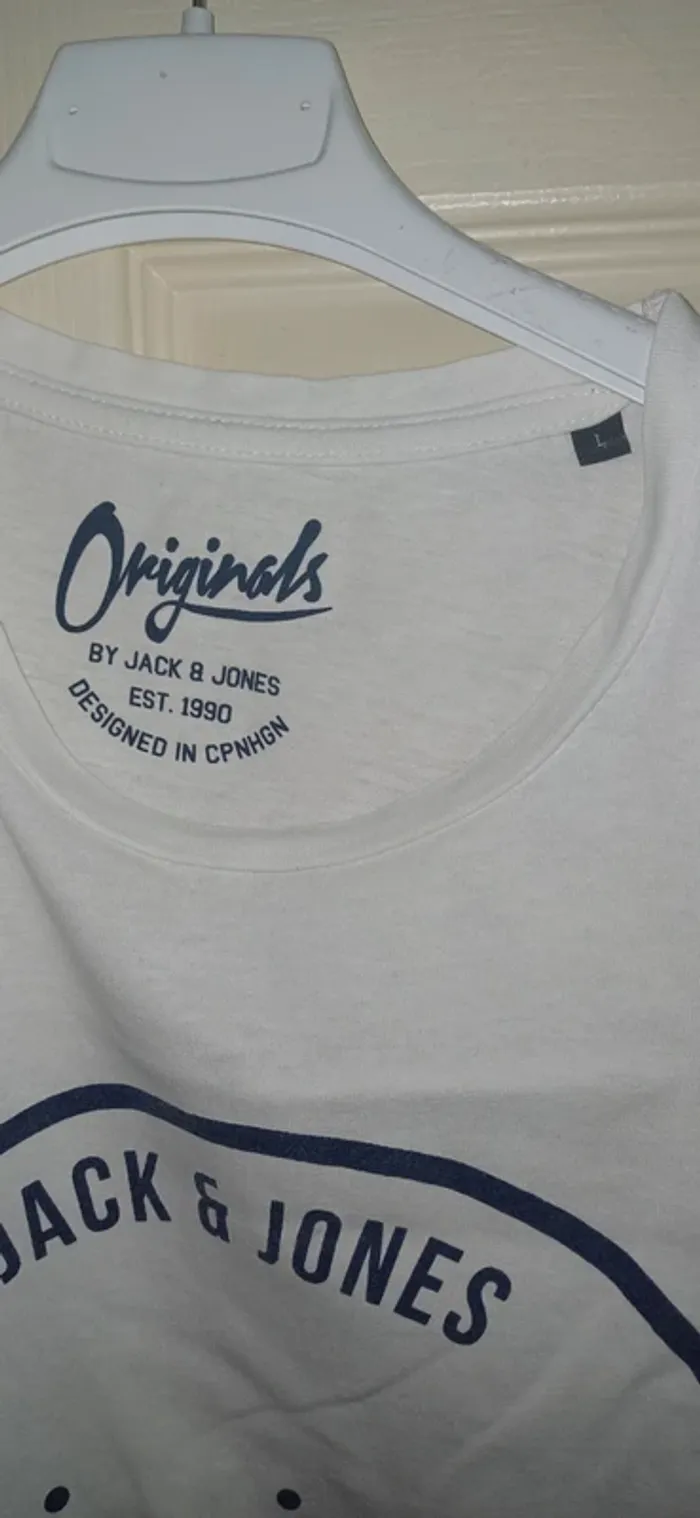 L
Originals
BY JACK & JONES
EST. 1990
DESIGNED IN CPNHGN
JACK & JONES